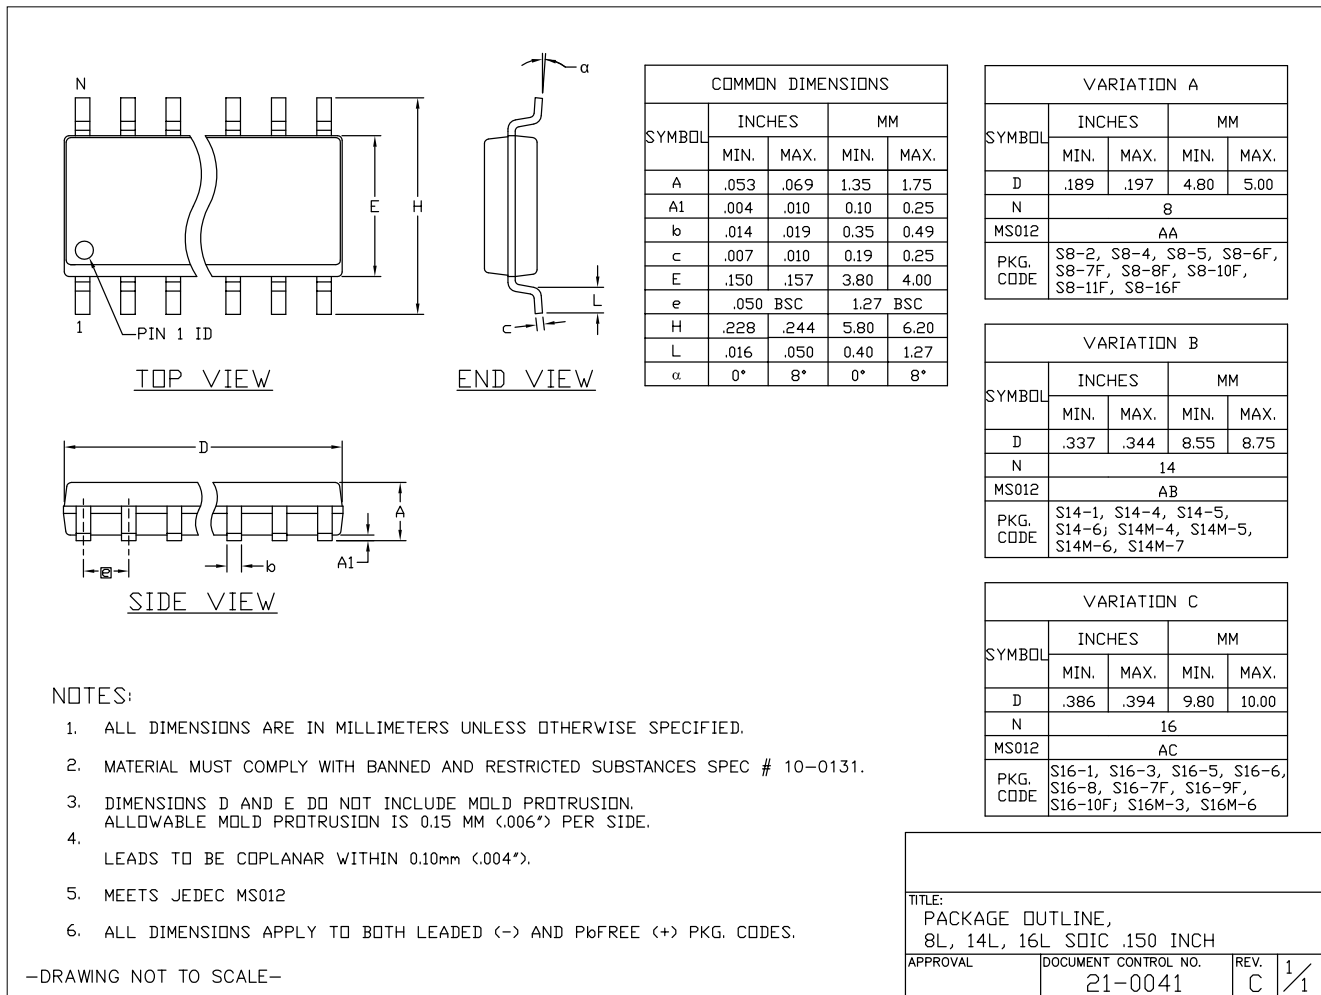 N
α
E
H
L
c
1
PIN 1 ID
TOP VIEW
END VIEW
D
A
e
b
A1
SIDE VIEW
COMMON DIMENSIONS
SYMBOL INCHES MM
MIN. MAX. MIN. MAX.
A .053 .069 1.35 1.75
A1 .004 .010 0.10 0.25
b .014 .019 0.35 0.49
c .007 .010 0.19 0.25
E .150 .157 3.80 4.00
e .050 BSC 1.27 BSC
H .228 .244 5.80 6.20
L .016 .050 0.40 1.27
α 0° 8° 0° 8°
VARIATION A
SYMBOL INCHES MM
MIN. MAX. MIN. MAX.
D .189 .197 4.80 5.00
N 8
MS012 AA
PKG. CODE S8-2, S8-4, S8-5, S8-6F,
S8-7F, S8-8F, S8-10F,
S8-11F, S8-16F
VARIATION B
SYMBOL INCHES MM
MIN. MAX. MIN. MAX.
D .337 .344 8.55 8.75
N 14
MS012 AB
PKG. CODE S14-1, S14-4, S14-5,
S14-6; S14M-4, S14M-5,
S14M-6, S14M-7
VARIATION C
SYMBOL INCHES MM
MIN. MAX. MIN. MAX.
D .386 .394 9.80 10.00
N 16
MS012 AC
PKG. CODE S16-1, S16-3, S16-5, S16-6,
S16-8, S16-7F, S16-9F,
S16-10F; S16M-3, S16M-6
NOTES:
1. ALL DIMENSIONS ARE IN MILLIMETERS UNLESS OTHERWISE SPECIFIED.
2. MATERIAL MUST COMPLY WITH BANNED AND RESTRICTED SUBSTANCES SPEC # 10-0131.
3. DIMENSIONS D AND E DO NOT INCLUDE MOLD PROTRUSION.
ALLOWABLE MOLD PROTRUSION IS 0.15 MM (.006") PER SIDE.
4.
LEADS TO BE COPLANAR WITHIN 0.10mm (.004").
5. MEETS JEDEC MS012
6. ALL DIMENSIONS APPLY TO BOTH LEADED (-) AND PbFREE (+) PKG. CODES.
-DRAWING NOT TO SCALE-
TITLE:
PACKAGE OUTLINE,
8L, 14L, 16L SOIC .150 INCH
APPROVAL DOCUMENT CONTROL NO. REV.
21-0041 C 1/1